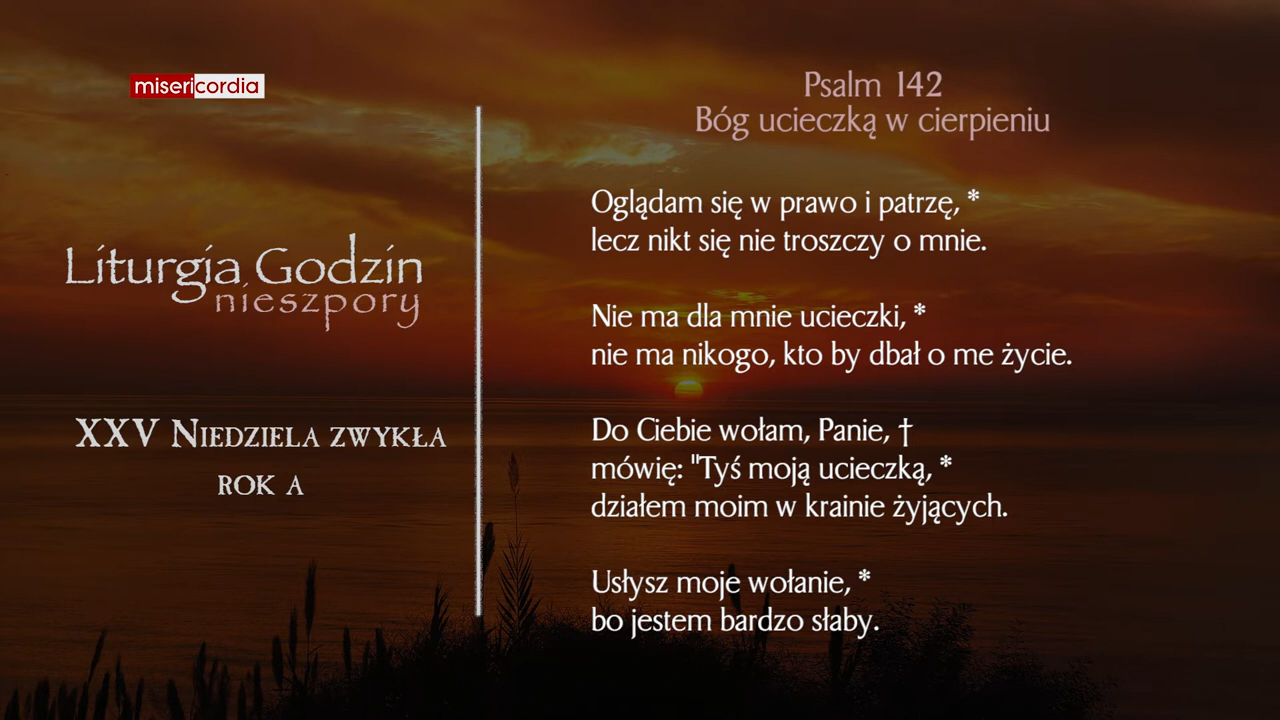 misericordia
Liturgia Godzin
nieszpory
XXV Niedziela zwykła
rok a
Psalm 142
Bóg ucieczką w cierpieniu
Oglądam się w prawo i patrzę, *
lecz nikt się nie troszczy o mnie.
Nie ma dla mnie ucieczki, *
nie ma nikogo, kto by dbał o me życie.
Do Ciebie wołam, Panie, †
mówię: "Tyś moją ucieczką, *
działem moim w krainie żyjących.
Usłysz moje wołanie, *
bo jestem bardzo słaby.